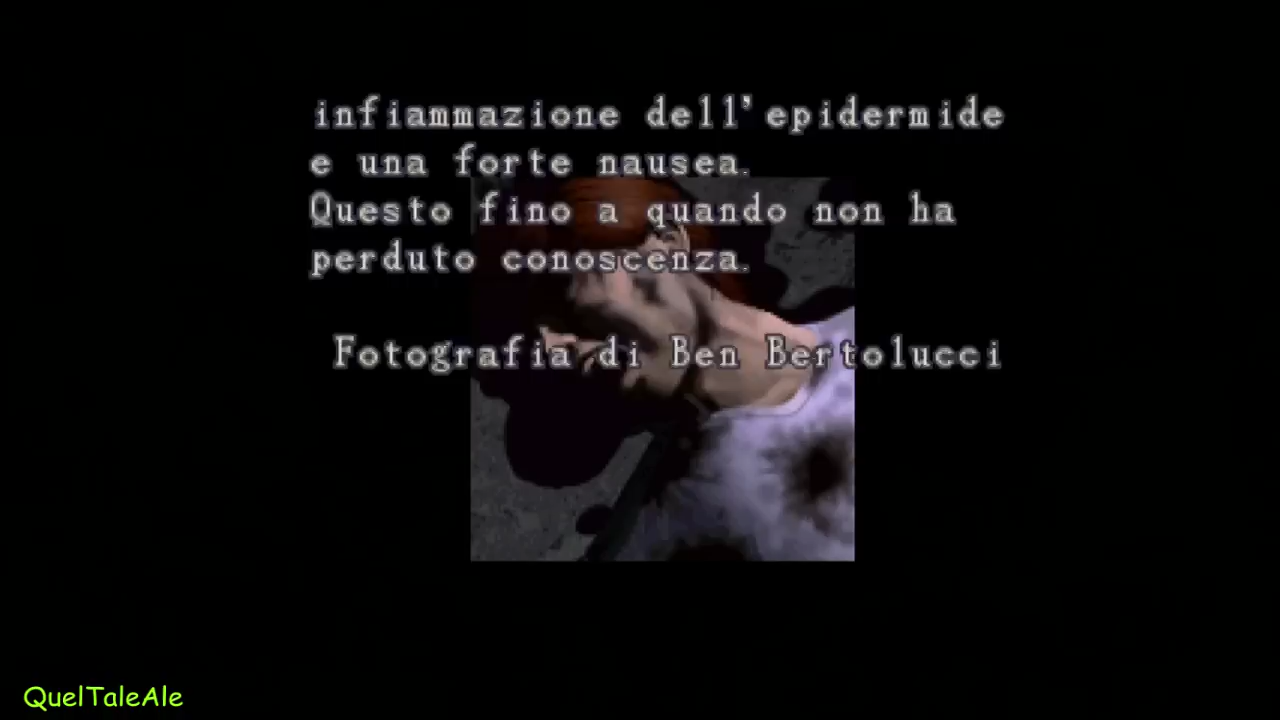 infiammazione dell'epidermide
e una forte nausea.
Questo fino a quando non ha
perduto conoscenza.
Fotografia di Ben Bertolucci
QuelTaleAle